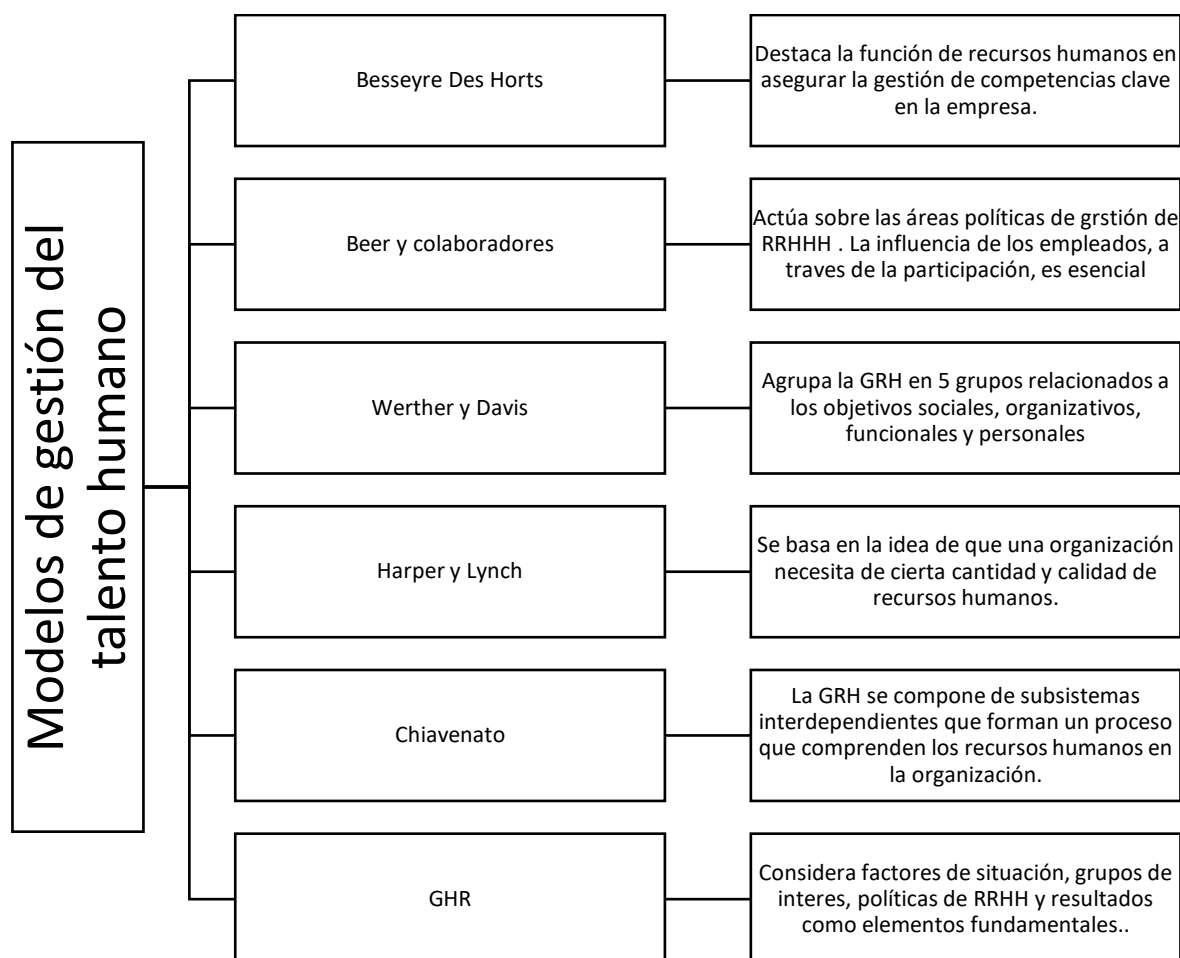 Modelos de gestión del
talento humano
Besseyre Des Horts
Destaca la función de recursos humanos en
asegurar la gestión de competencias clave
en la empresa.
Beer y colaboradores
Actúa sobre las áreas políticas de grstión de
RRHHH . La influencia de los empleados, a
traves de la participación, es esencial
Werther y Davis
Agrupa la GRH en 5 grupos relacionados a
los objetivos sociales, organizativos,
funcionales y personales
Harper y Lynch
Se basa en la idea de que una organización
necesita de cierta cantidad y calidad de
recursos humanos.
Chiavenato
La GRH se compone de subsistemas
interdependientes que forman un proceso
que comprenden los recursos humanos en
la organización.
GHR
Considera factores de situación, grupos de
interes, políticas de RRHH y resultados
como elementos fundamentales..